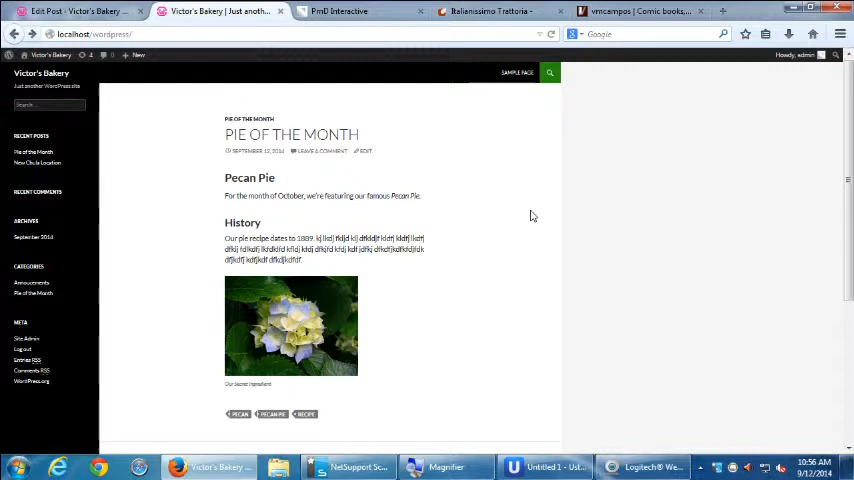 Edit Post ‹ Victor's Bakery ...
Victor's Bakery | Just anoth...
PmD Interactive
Italianissimo Trattoria -
vmcampos | Comic books,...
localhost/wordpress/
Google
Victor's Bakery
4
0
+ New
Howdy, admin
Victor's Bakery
Just another WordPress site
Search ...
RECENT POSTS
Pie of the Month
New Chula Location
RECENT COMMENTS
ARCHIVES
September 2014
CATEGORIES
Annoucements
Pie of the Month
META
Site Admin
Log out
Entries RSS
Comments RSS
WordPress.org
SAMPLE PAGE
PIE OF THE MONTH
PIE OF THE MONTH
SEPTEMBER 12, 2014 LEAVE A COMMENT EDIT
Pecan Pie
For the month of October, we're featuring our famous Pecan Pie.
History
Our pie recipe dates to 1889.
Our Secret Ingredient
PECAN PECAN PIE RECIPE
Victor's Bakery ...
NetSupport Sc...
Magnifier
Untitled 1 - Ust...
Logitech® We...
10:56 AM
9/12/2014